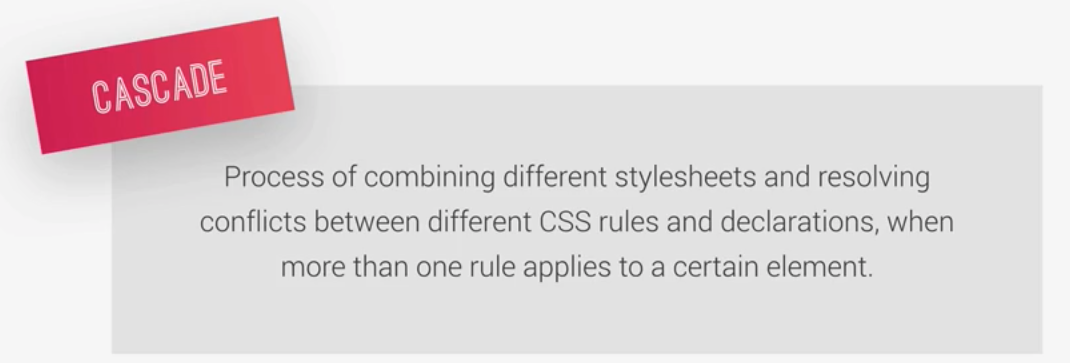 CASCADE
Process of combining different stylesheets and resolving
conflicts between different CSS rules and declarations, when
more than one rule applies to a certain element.